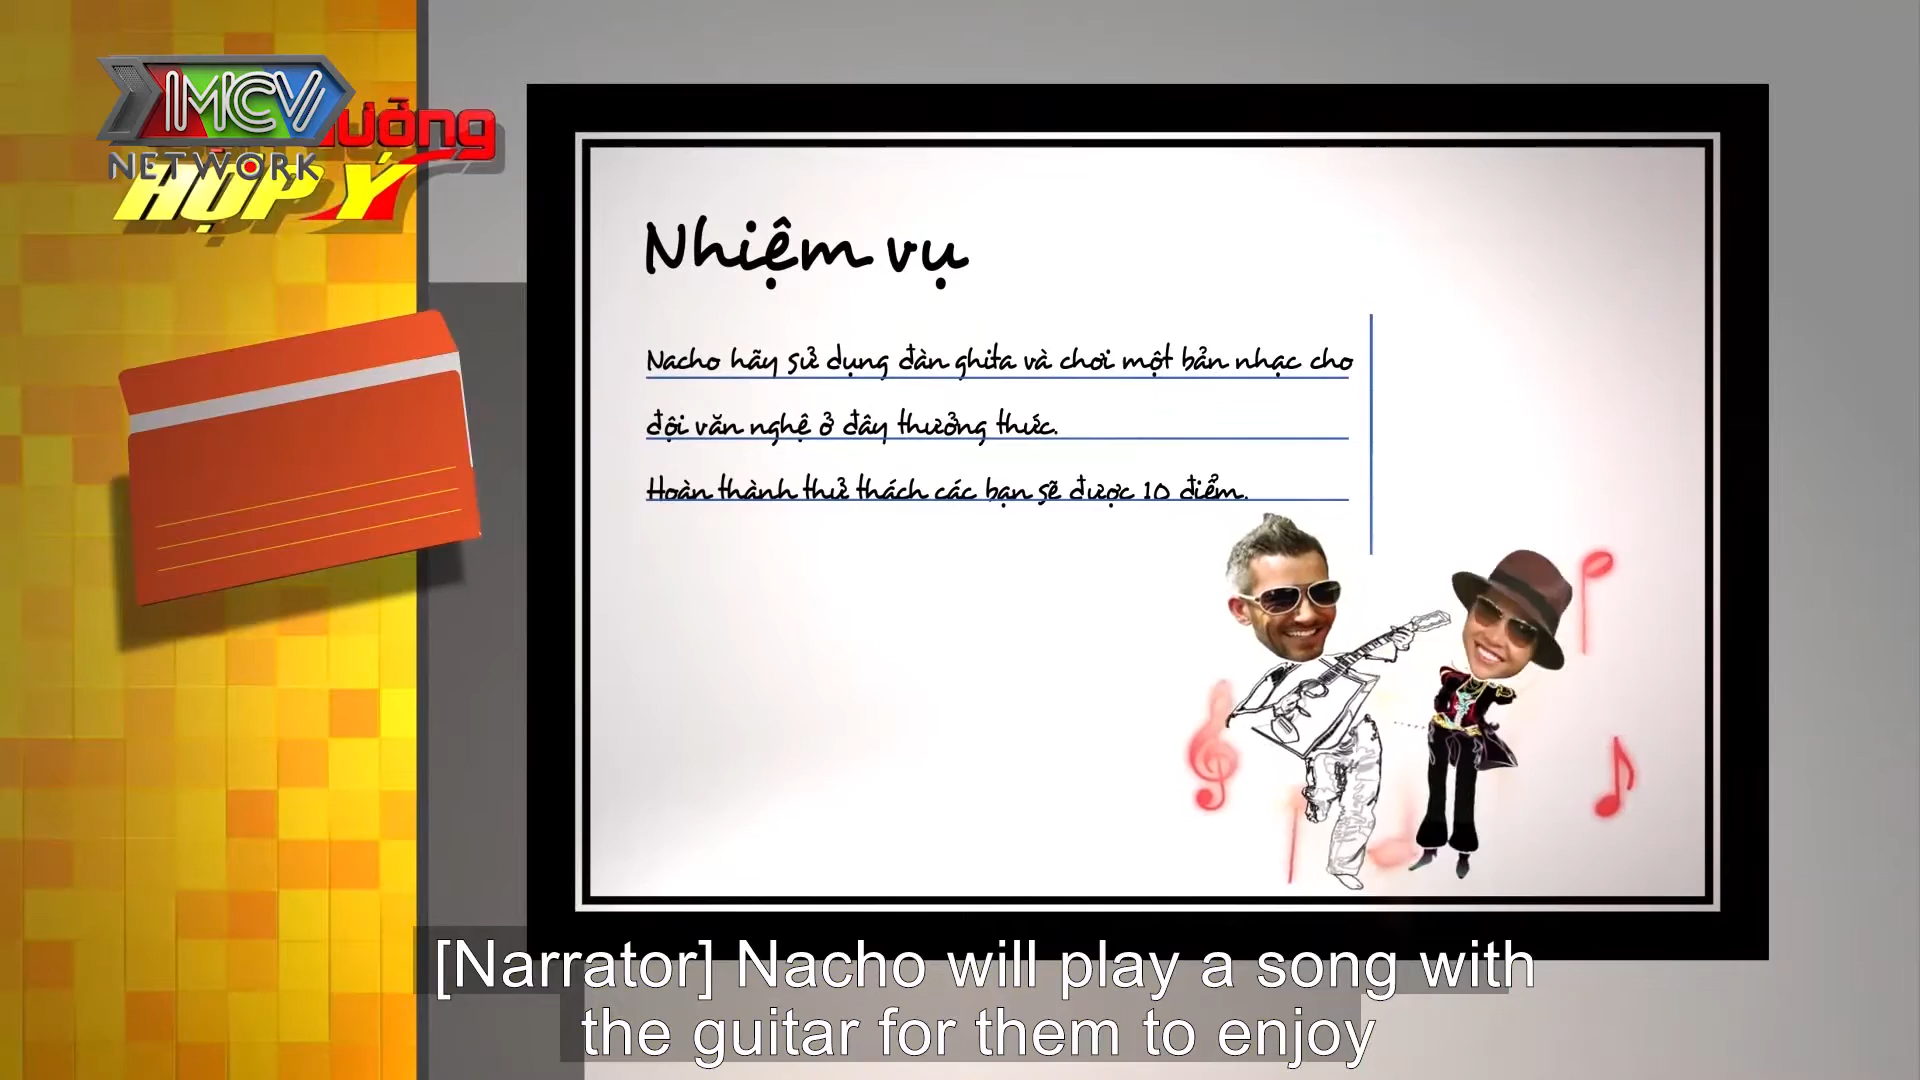 MCV
NETWORK
HỢP Ý
Nhiệm vụ
Nacho hãy sử dụng đàn ghita và chơi một bản nhạc cho
đội văn nghệ ở đây thưởng thức.
Hoàn thành thử thách các bạn sẽ được 10 điểm.
[Narrator] Nacho will play a song with
the guitar for them to enjoy